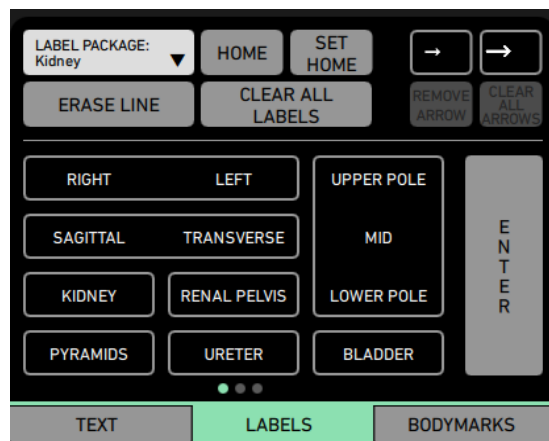 LABEL PACKAGE:
Kidney
HOME
SET
HOME
ERASE LINE
CLEAR ALL
LABELS
REMOVE
ARROW
CLEAR
ALL
ARROWS
RIGHT LEFT
UPPER POLE
SAGITTAL TRANSVERSE
MID
KIDNEY
RENAL PELVIS
LOWER POLE
PYRAMIDS
URETER
BLADDER
E
N
T
E
R
TEXT
LABELS
BODYMARKS